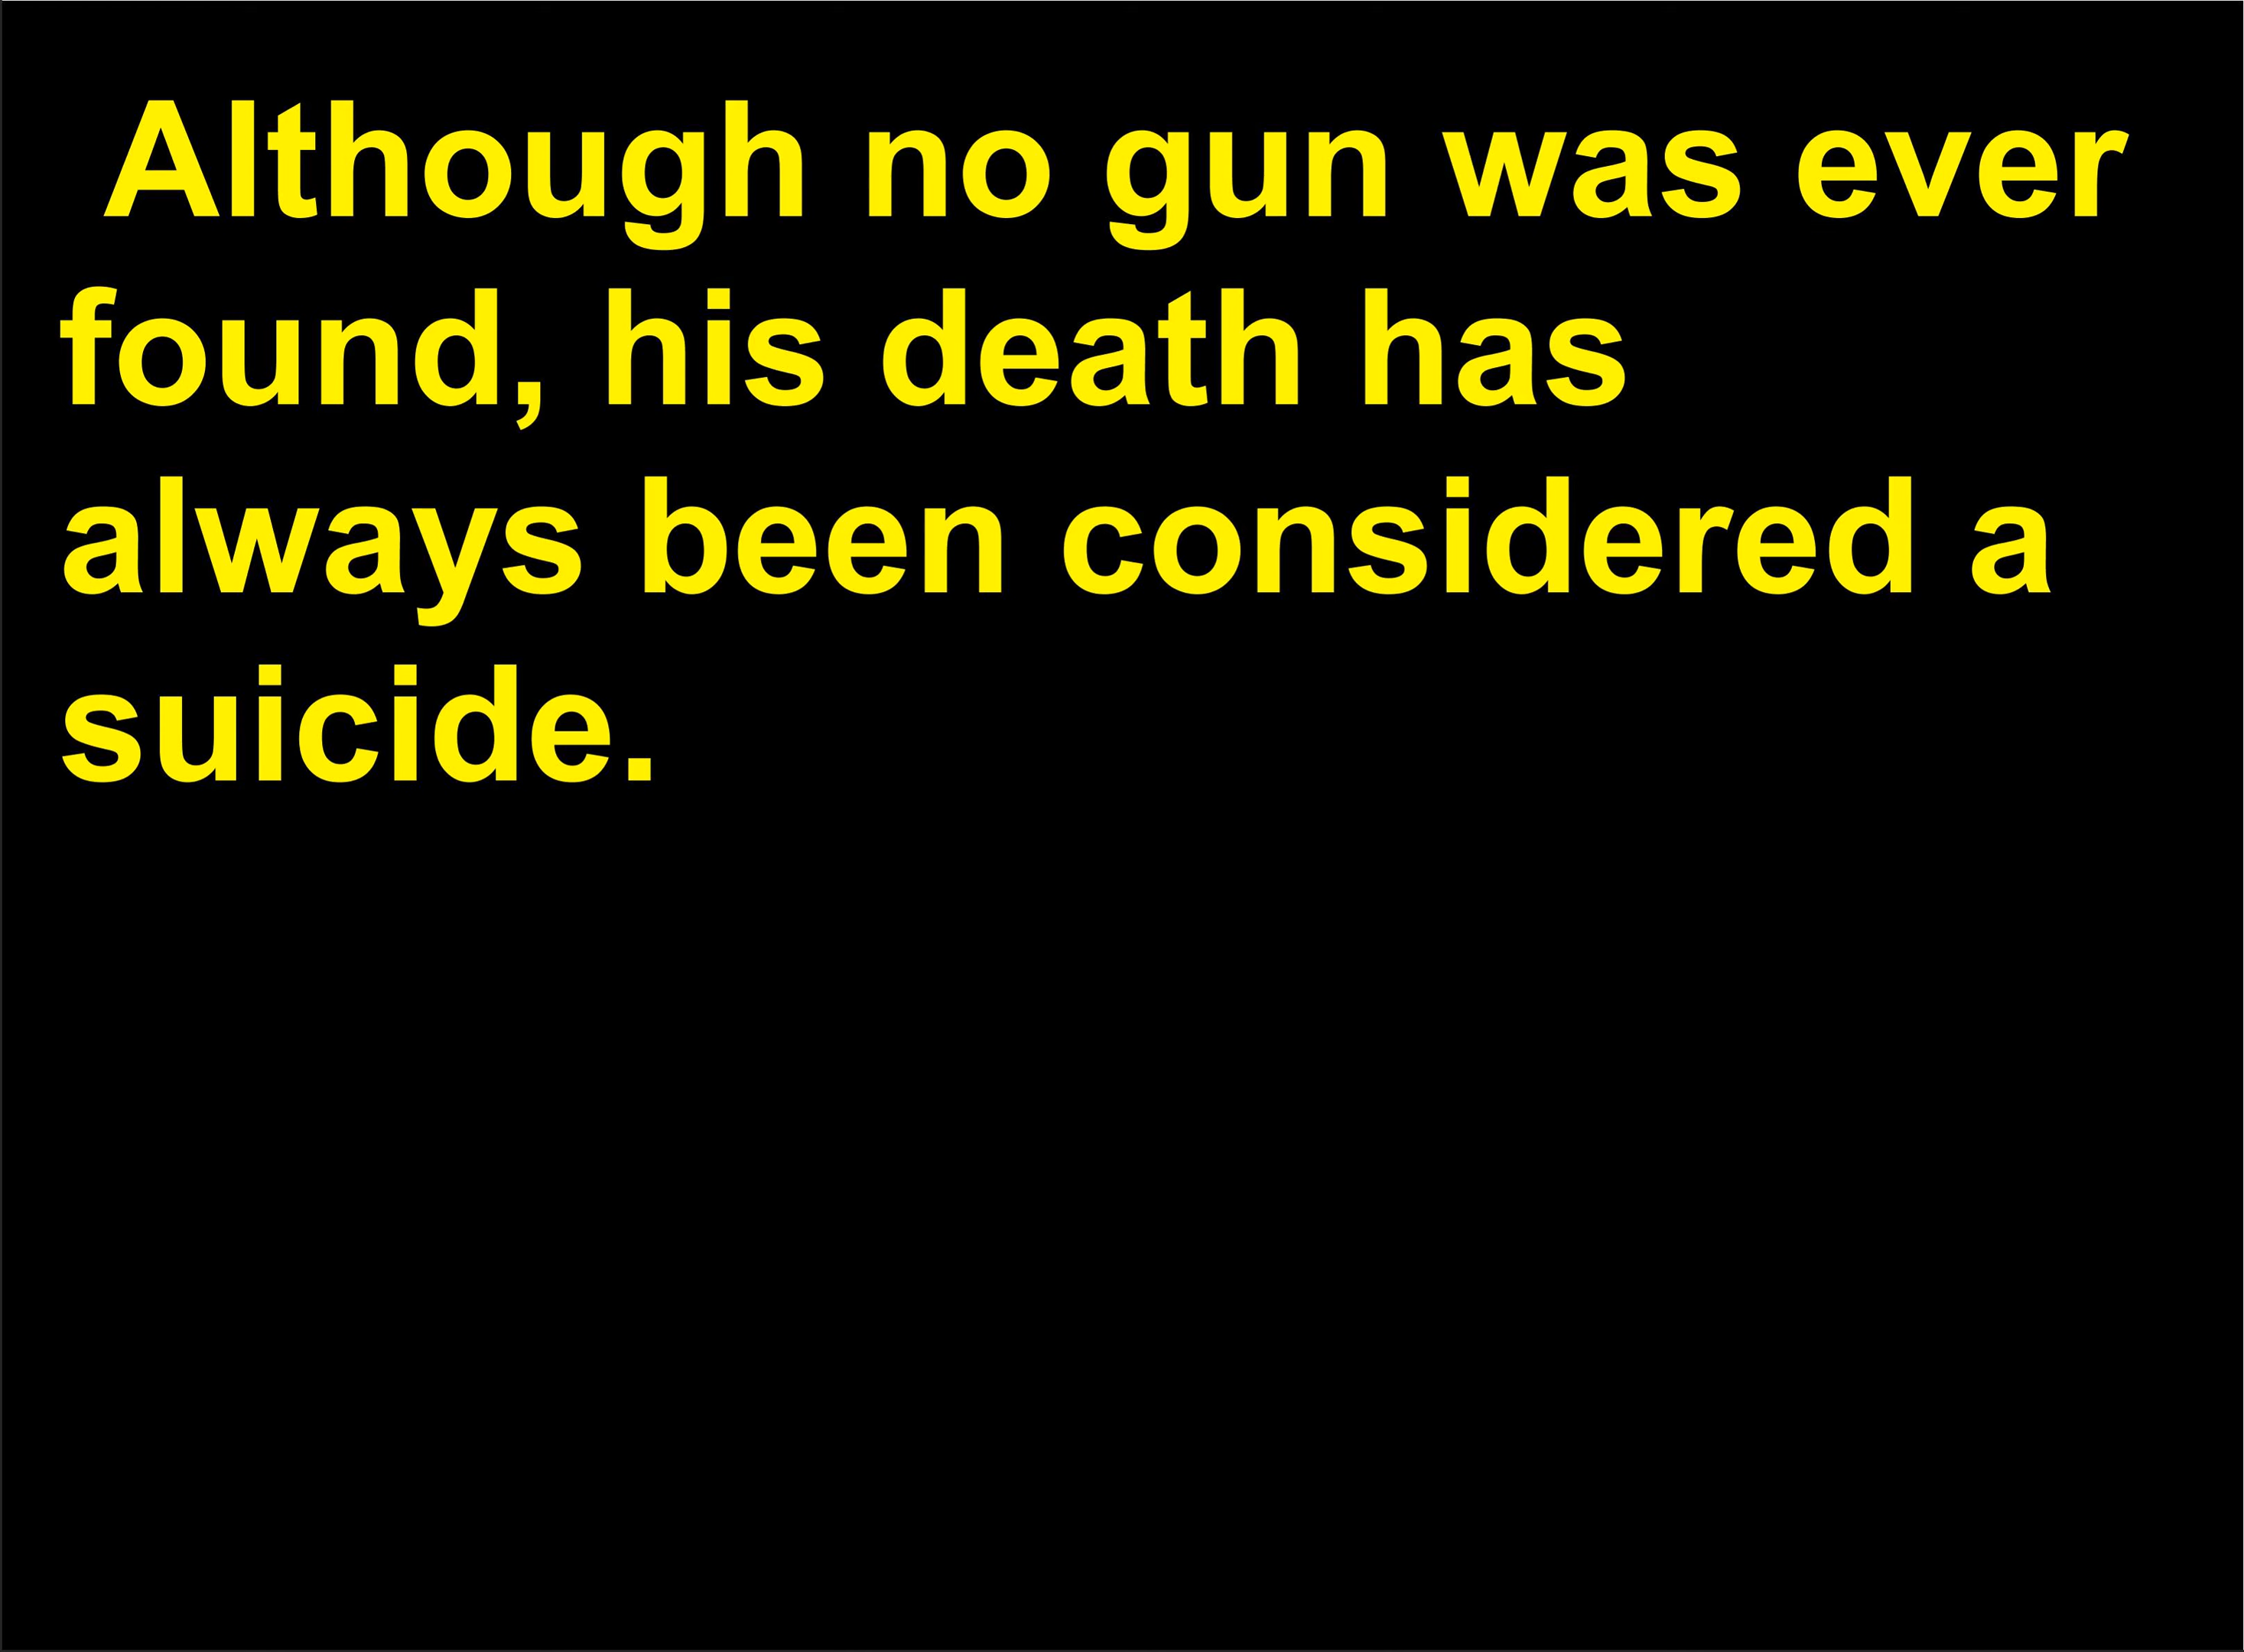 Although no gun was ever
found, his death has
always been considered a
suicide.